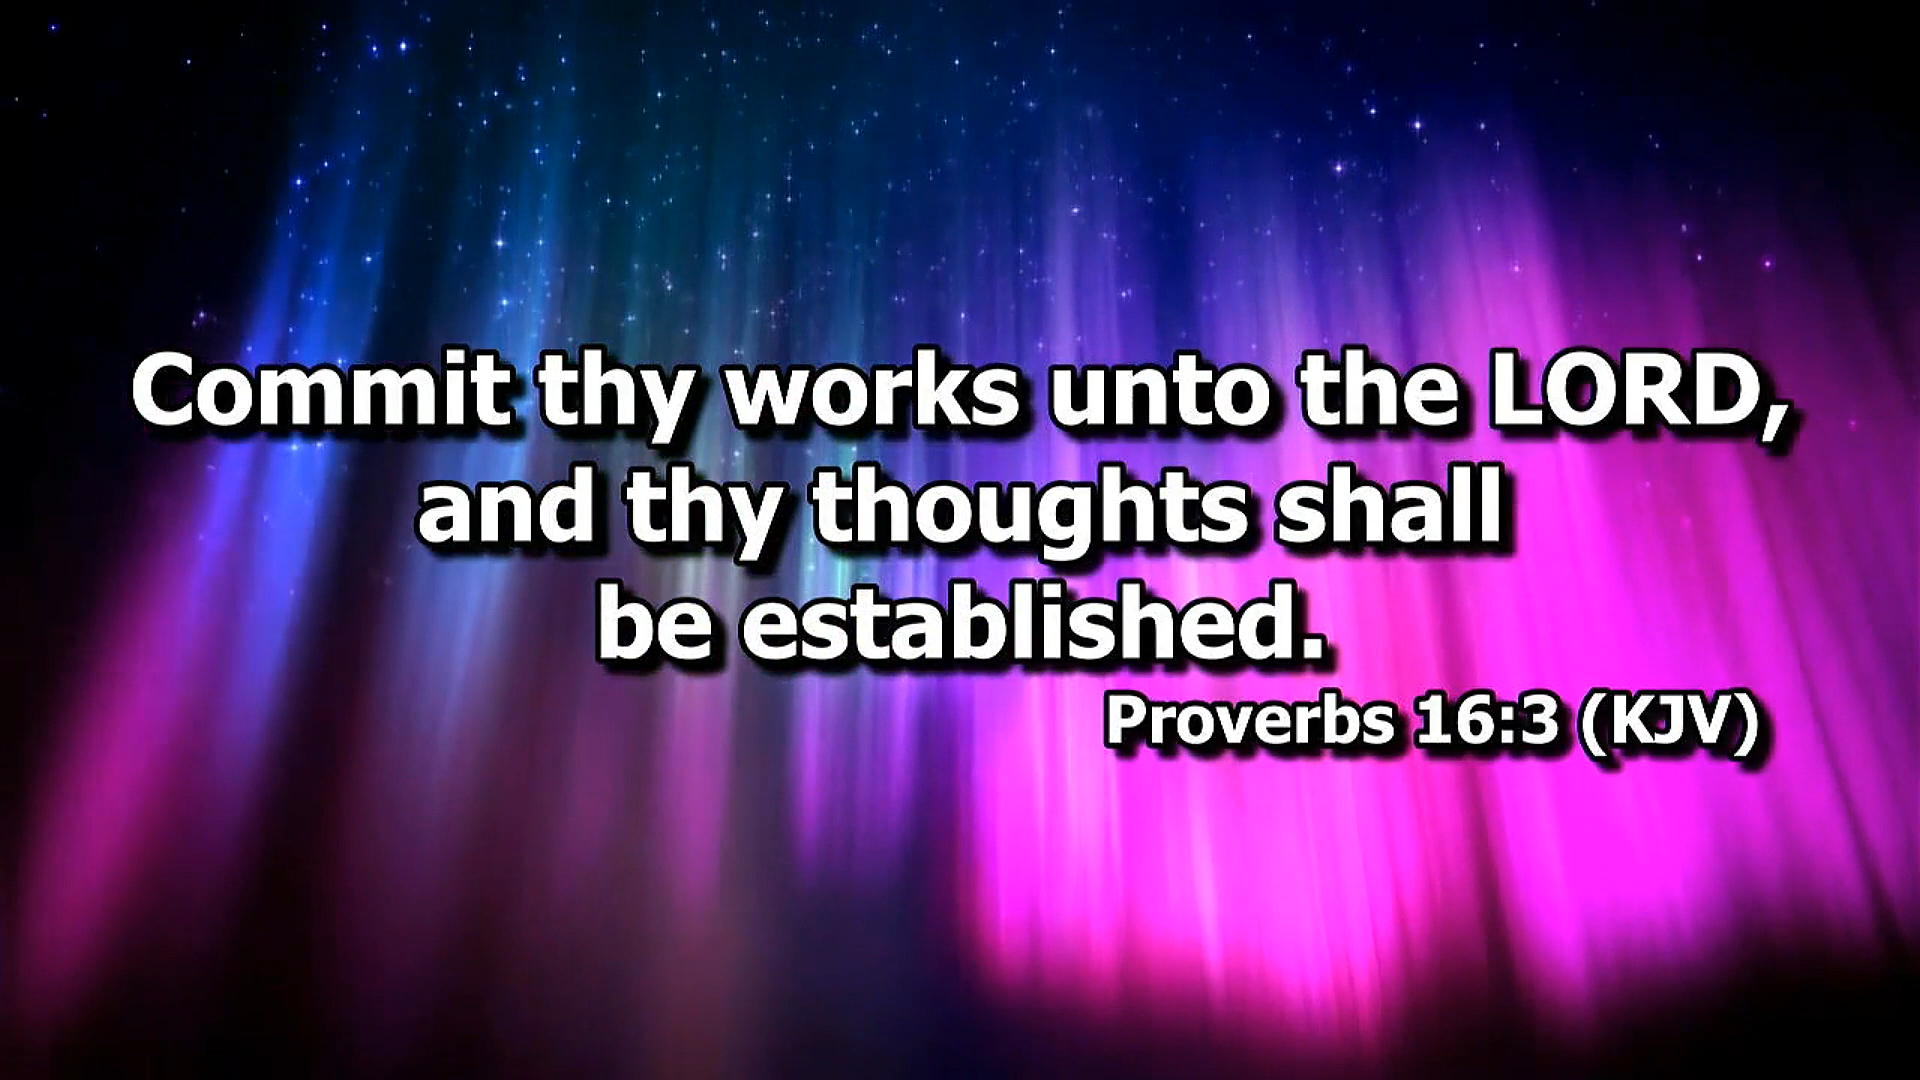 Commit thy works unto the LORD,
and thy thoughts shall
be established.
Proverbs 16:3 (KJV)